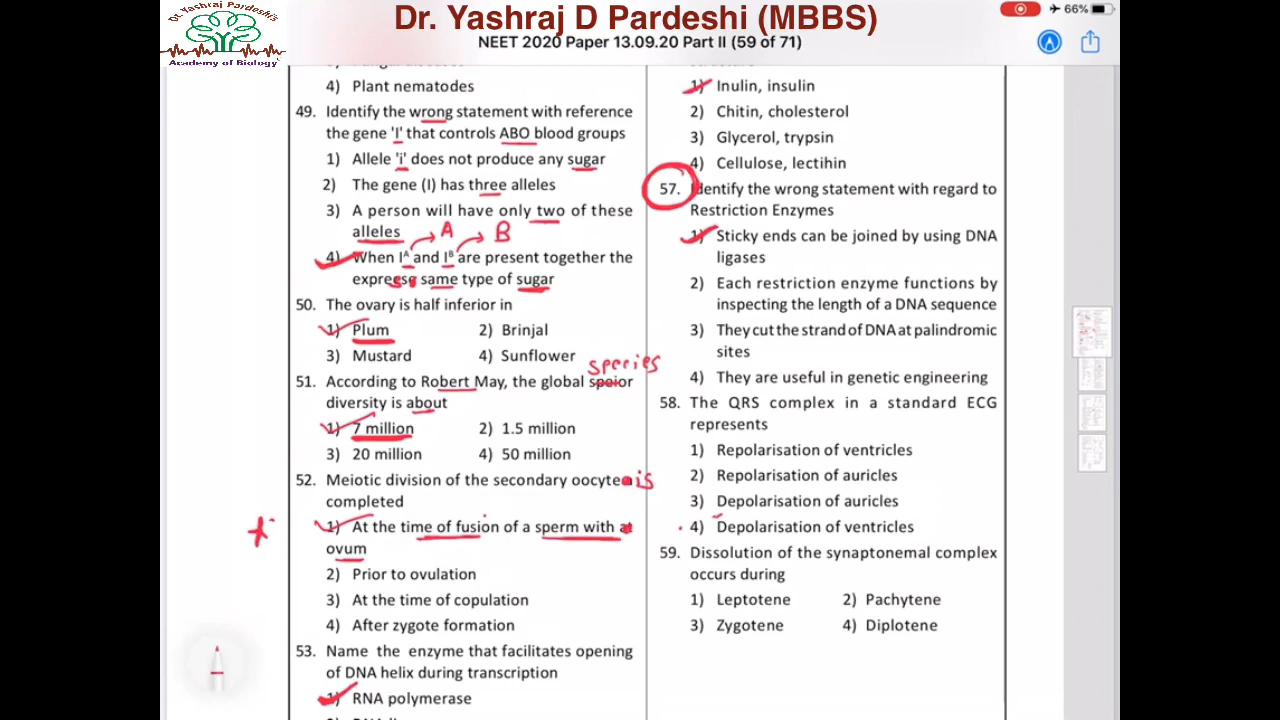 Dr. Yashraj Pardeshi's
Academy of Biology
Dr. Yashraj D Pardeshi (MBBS)
NEET 2020 Paper 13.09.20 Part II (59 of 71)
66%
4) Plant nematodes
49. Identify the wrong statement with reference
the gene 'I' that controls ABO blood groups
1) Allele 'i' does not produce any sugar
2) The gene (I) has three alleles
3) A person will have only two of these
alleles
A B
4) When Iᴬ and Iᴮ are present together the
express same type of sugar
50. The ovary is half inferior in
1) Plum 2) Brinjal
3) Mustard 4) Sunflower
species
51. According to Robert May, the global speior
diversity is about
1) 7 million 2) 1.5 million
3) 20 million 4) 50 million
52. Meiotic division of the secondary oocyte is
completed
1) At the time of fusion of a sperm with
ovum
2) Prior to ovulation
3) At the time of copulation
4) After zygote formation
53. Name the enzyme that facilitates opening
of DNA helix during transcription
1) RNA polymerase
1) Inulin, insulin
2) Chitin, cholesterol
3) Glycerol, trypsin
4) Cellulose, lectihin
57. Identify the wrong statement with regard to
Restriction Enzymes
1) Sticky ends can be joined by using DNA
ligases
2) Each restriction enzyme functions by
inspecting the length of a DNA sequence
3) They cut the strand of DNA at palindromic
sites
4) They are useful in genetic engineering
58. The QRS complex in a standard ECG
represents
1) Repolarisation of ventricles
2) Repolarisation of auricles
3) Depolarisation of auricles
4) Depolarisation of ventricles
59. Dissolution of the synaptonemal complex
occurs during
1) Leptotene 2) Pachytene
3) Zygotene 4) Diplotene